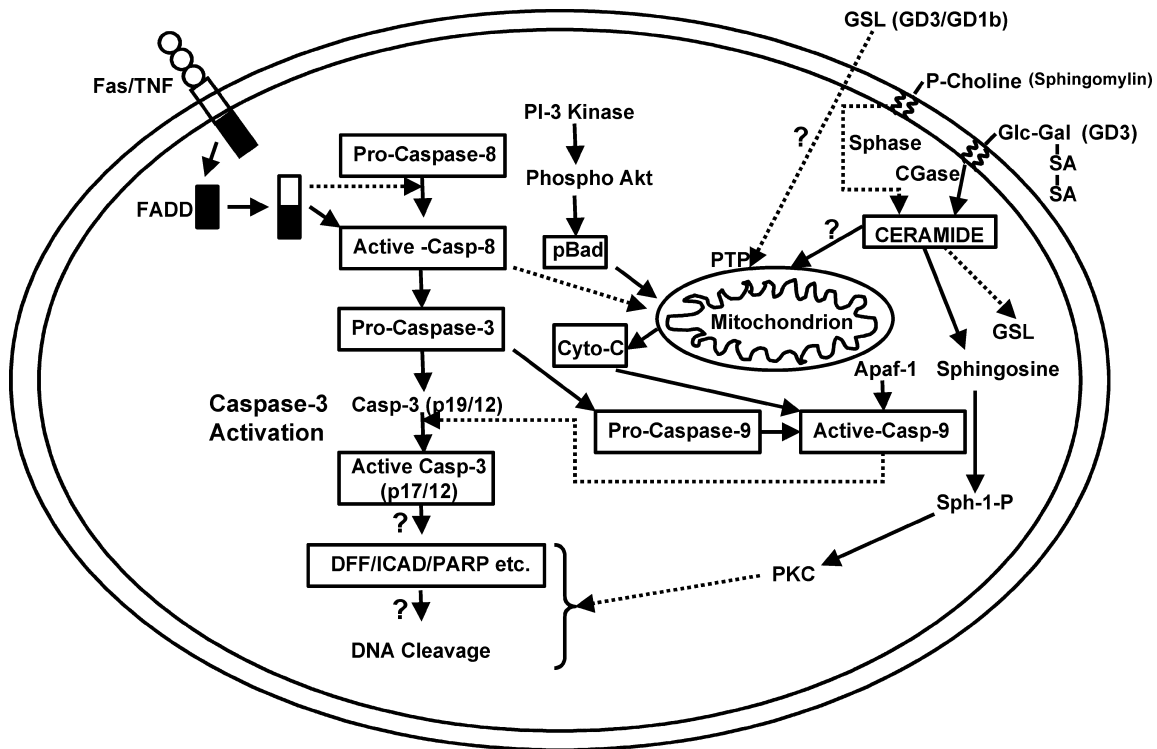 GSL (GD3/GD1b)
Fas/TNF
P-Choline (Sphingomylin)
PI-3 Kinase
?
Glc-Gal (GD3)
Sphase
SA
SA
Pro-Caspase-8
CGase
Phospho Akt
FADD
?
CERAMIDE
Active -Casp-8
pBad
PTP
Pro-Caspase-3
Mitochondrion
GSL
Cyto-C
Apaf-1
Sphingosine
Caspase-3
Activation
Casp-3 (p19/12)
Pro-Caspase-9
Active-Casp-9
Active Casp-3
(p17/12)
Sph-1-P
?
DFF/ICAD/PARP etc.
PKC
?
DNA Cleavage